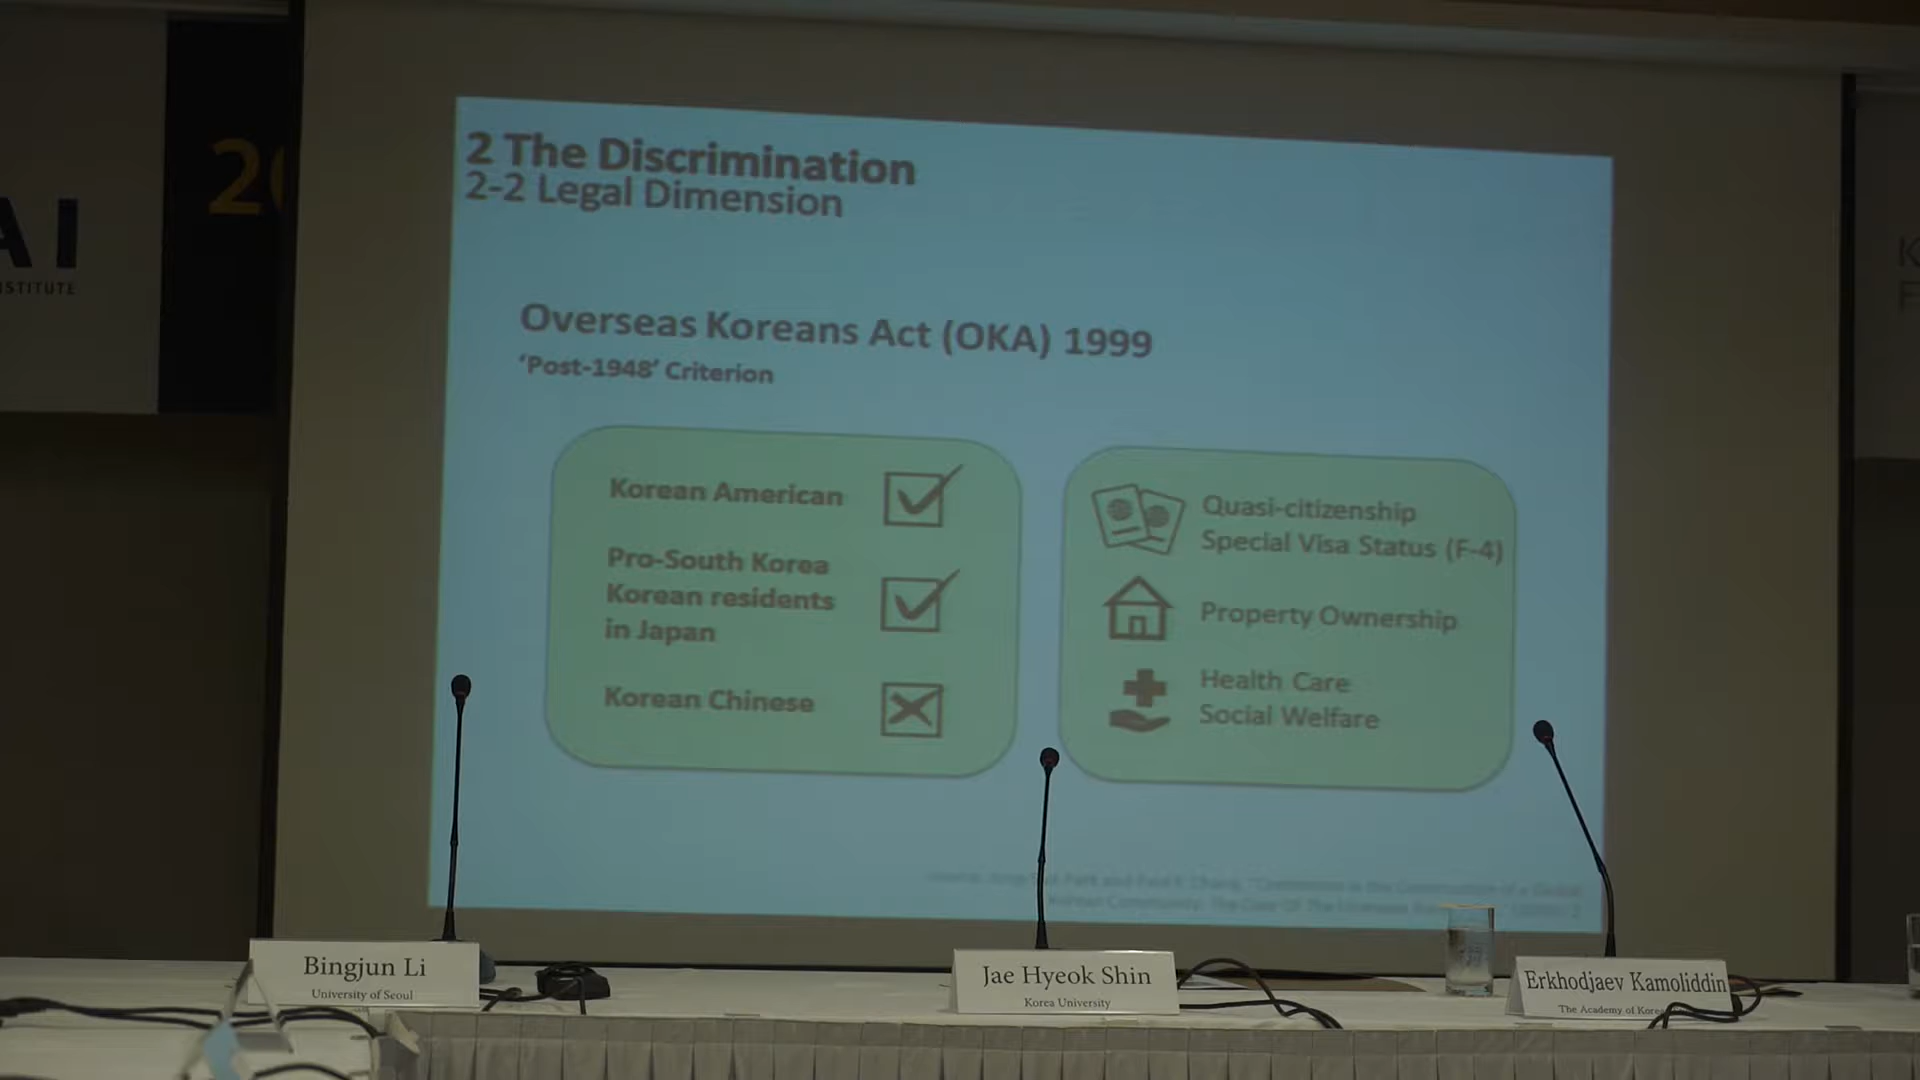 AI
INSTITUTE
20
K
F
2 The Discrimination
2-2 Legal Dimension
Overseas Koreans Act (OKA) 1999
‘Post-1948’ Criterion
Korean American
Pro-South Korea
Korean residents
in Japan
Korean Chinese
Quasi-citizenship
Special Visa Status (F-4)
Property Ownership
Health Care
Social Welfare
Bingjun Li
University of Seoul
Jae Hyeok Shin
Korea University
Erkhodjaev Kamoliddin
The Academy of Korea